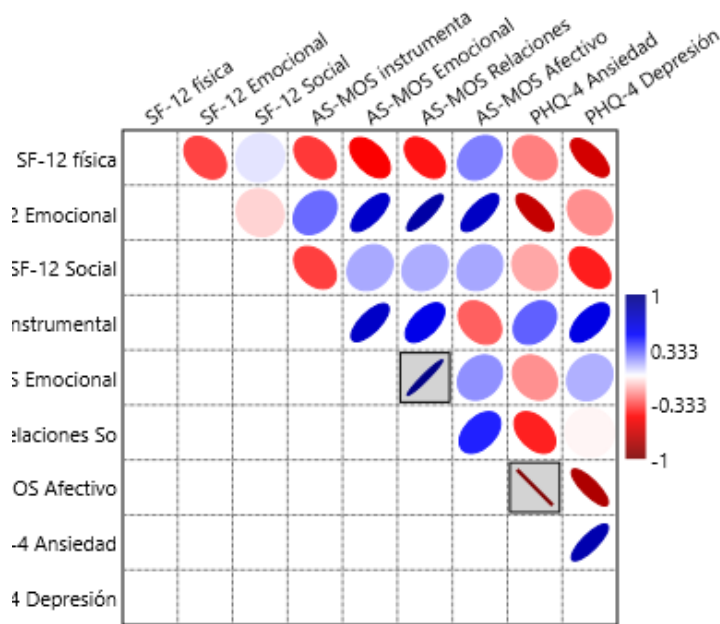 SF-12 física
SF-12 Emocional
SF-12 Social
AS-MOS instrumenta
AS-MOS Emocional
AS-MOS Relaciones
AS-MOS Afectivo
PHQ-4 Ansiedad
PHQ-4 Depresión
SF-12 física
2 Emocional
SF-12 Social
nstrumental
S Emocional
elaciones So
OS Afectivo
-4 Ansiedad
4 Depresión
1
0.333
-0.333
-1